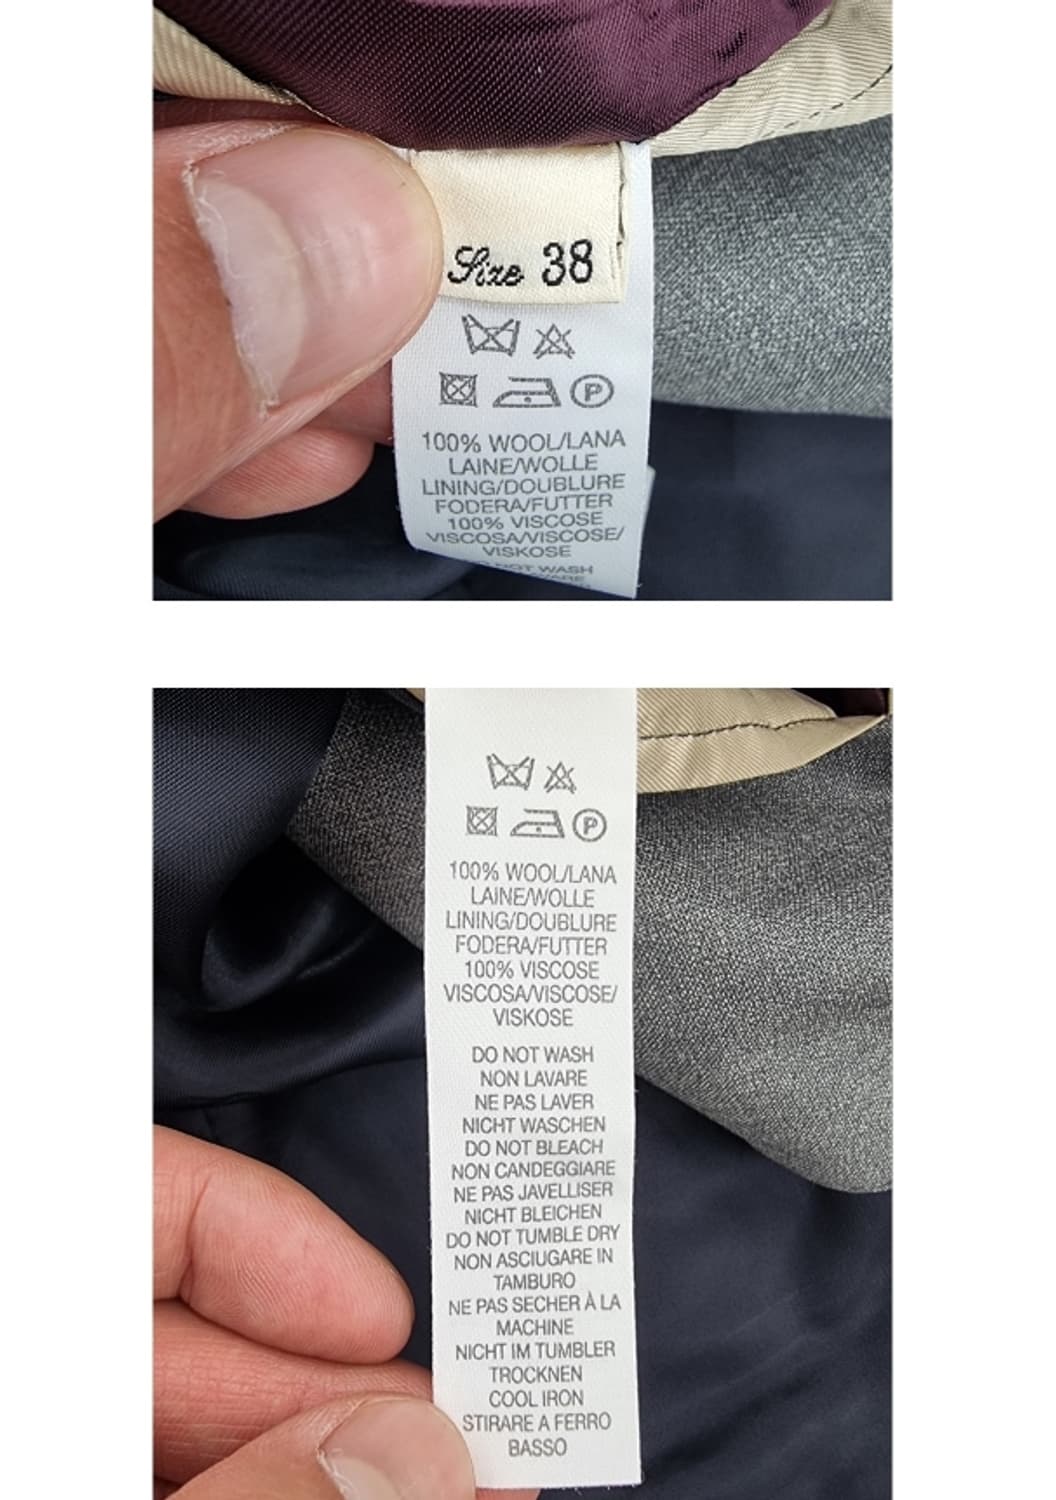 Size 38
P
100% WOOL/LANA
LAINE/WOLLE
LINING/DOUBLURE
FODERA/FUTTER
100% VISCOSE
VISCOSA/VISCOSE/
VISKOSE
DO NOT WASH
P
100% WOOL/LANA
LAINE/WOLLE
LINING/DOUBLURE
FODERA/FUTTER
100% VISCOSE
VISCOSA/VISCOSE/
VISKOSE
DO NOT WASH
NON LAVARE
NE PAS LAVER
NICHT WASCHEN
DO NOT BLEACH
NON CANDEGGIARE
NE PAS JAVELLISER
NICHT BLEICHEN
DO NOT TUMBLE DRY
NON ASCIUGARE IN
TAMBURO
NE PAS SECHER À LA
MACHINE
NICHT IM TUMBLER
TROCKNEN
COOL IRON
STIRARE A FERRO
BASSO